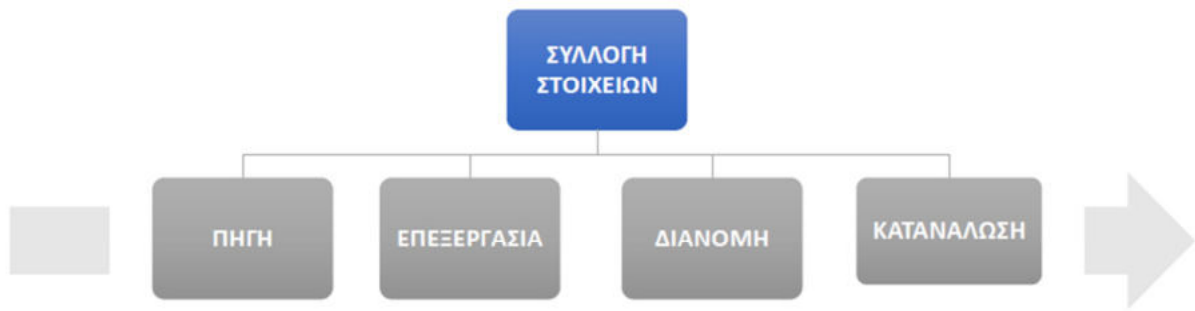 ΣΥΛΛΟΓΗ
ΣΤΟΙΧΕΙΩΝ
ΠΗΓΗ
ΕΠΕΞΕΡΓΑΣΙΑ
ΔΙΑΝΟΜΗ
ΚΑΤΑΝΑΛΩΣΗ